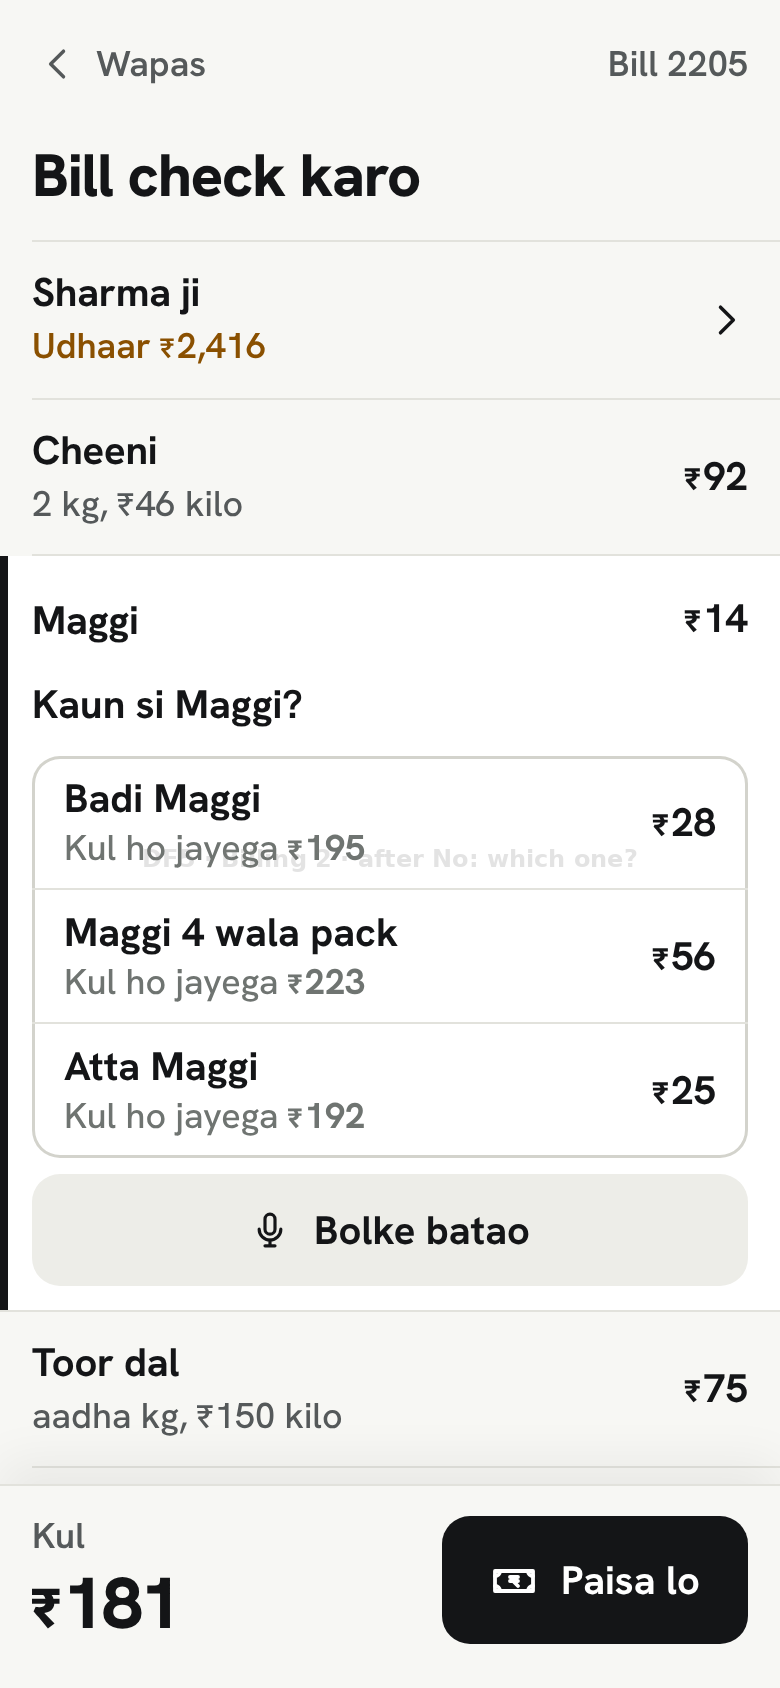 Wapas
Bill 2205
Bill check karo
Sharma ji
Udhaar ₹2,416
Cheeni
₹92
2 kg, ₹46 kilo
Maggi
₹14
Kaun si Maggi?
Badi Maggi
₹28
Kul ho jayega ₹195
after No: which one?
Maggi 4 wala pack
₹56
Kul ho jayega ₹223
Atta Maggi
₹25
Kul ho jayega ₹192
Bolke batao
Toor dal
₹75
aadha kg, ₹150 kilo
Kul
₹181
Paisa lo